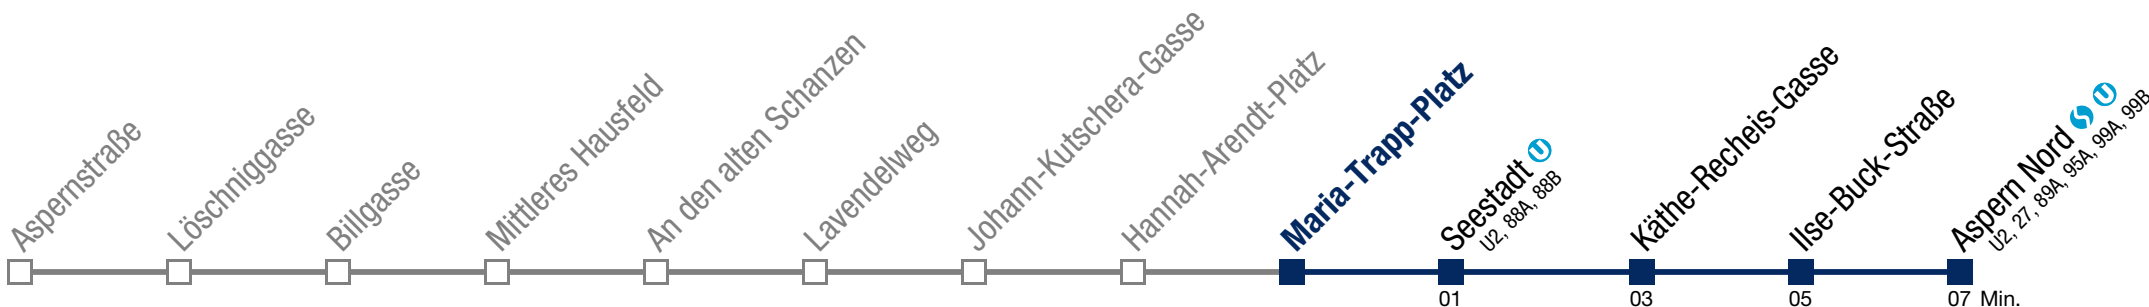 Aspernstraße
Löschniggasse
Billgasse
Mittleres Hausfeld
An den alten Schanzen
Lavendelweg
Johann-Kutschera-Gasse
Hannah-Arendt-Platz
Maria-Trapp-Platz
Seestadt U
U2, 88A, 88B
Käthe-Recheis-Gasse
Ilse-Buck-Straße
Aspern Nord S U
U2, 27, 89A, 95A, 99A, 99B
01 03 05 07 Min.